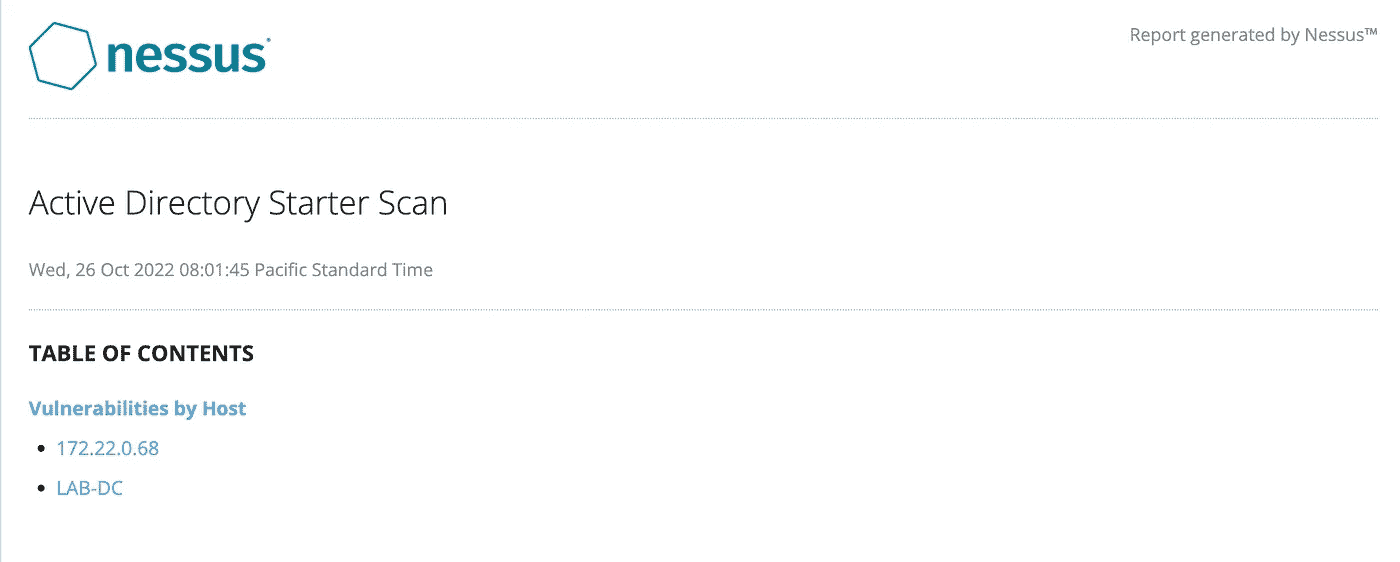 nessus
Report generated by Nessus™
Active Directory Starter Scan
Wed, 26 Oct 2022 08:01:45 Pacific Standard Time
TABLE OF CONTENTS
Vulnerabilities by Host
• 172.22.0.68
• LAB-DC